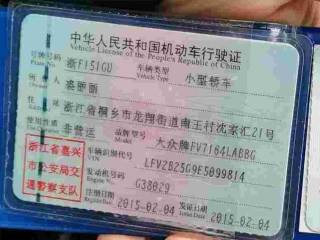 中华人民共和国机动车行驶证
Vehicle License of the People's Republic of China
号牌号码 浙F151GU 车辆类型 小型轿车
Plate No. Vehicle Type
所有人
Owner
住址 浙江省桐乡市龙翔街道南王村沈家汇21号
Address
使用性质 非营运 品牌型号 大众牌FV7164LABBG
Model
浙江省嘉兴 车辆识别代号 LFV2B25G9E5099814
VIN
市公安局交 发动机号码 G38029
Engine No.
通警察支队 注册日期 2015-02-04 发证日期 2015-02-04
Register Date Issue Date